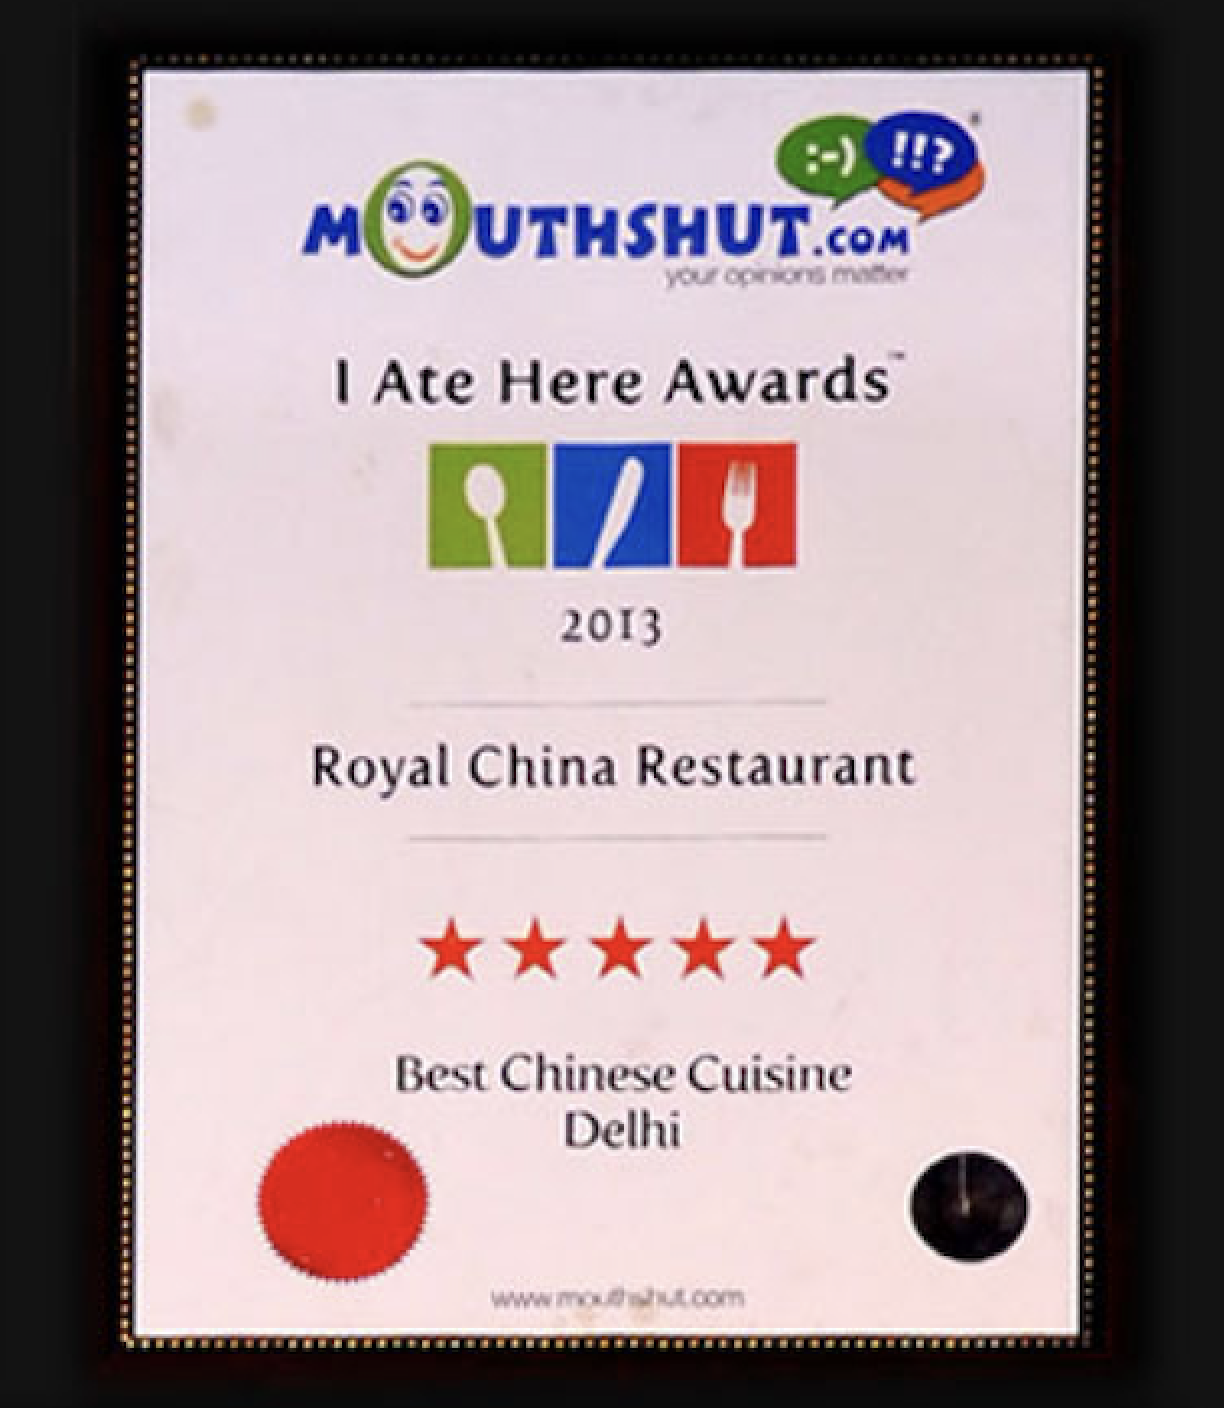 :-) !!?
MOUTHSHUT.COM
your opinions matter
I Ate Here Awards™
2013
Royal China Restaurant
Best Chinese Cuisine
Delhi
www.mouthshut.com